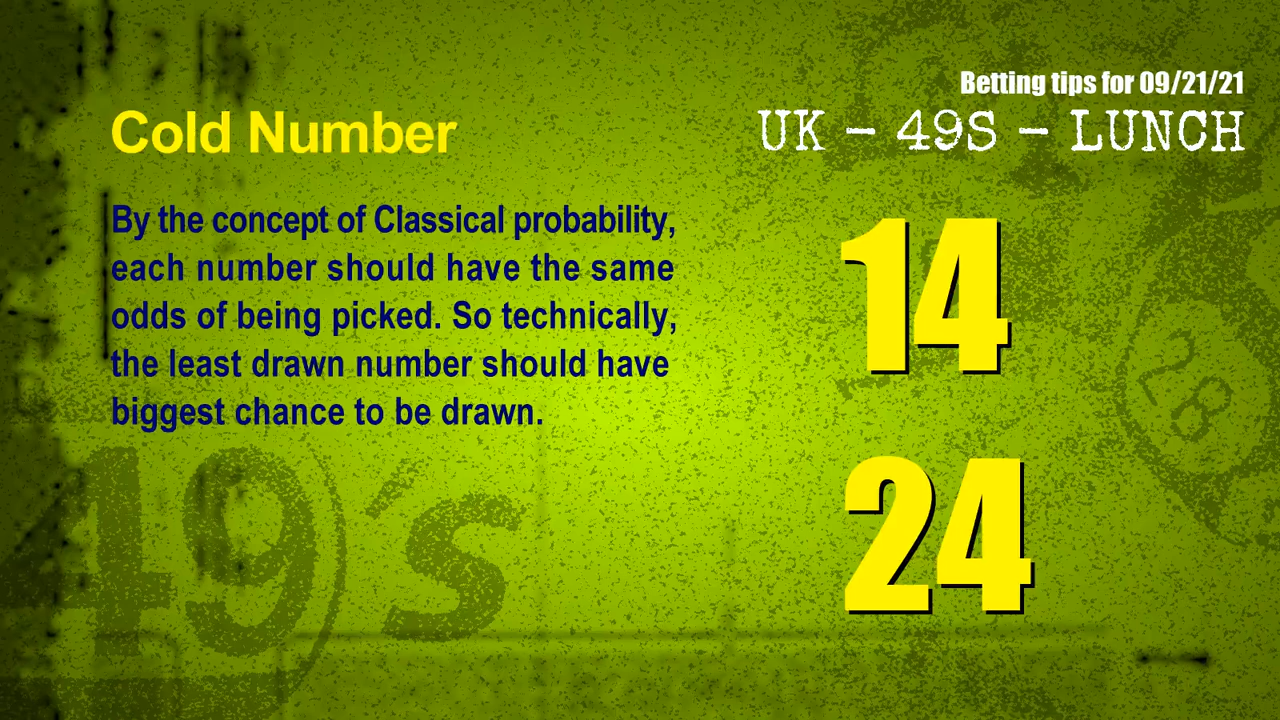 Betting tips for 09/21/21
UK - 49S - LUNCH
Cold Number
By the concept of Classical probability,
each number should have the same
odds of being picked. So technically,
the least drawn number should have
biggest chance to be drawn.
14
24
28
49's